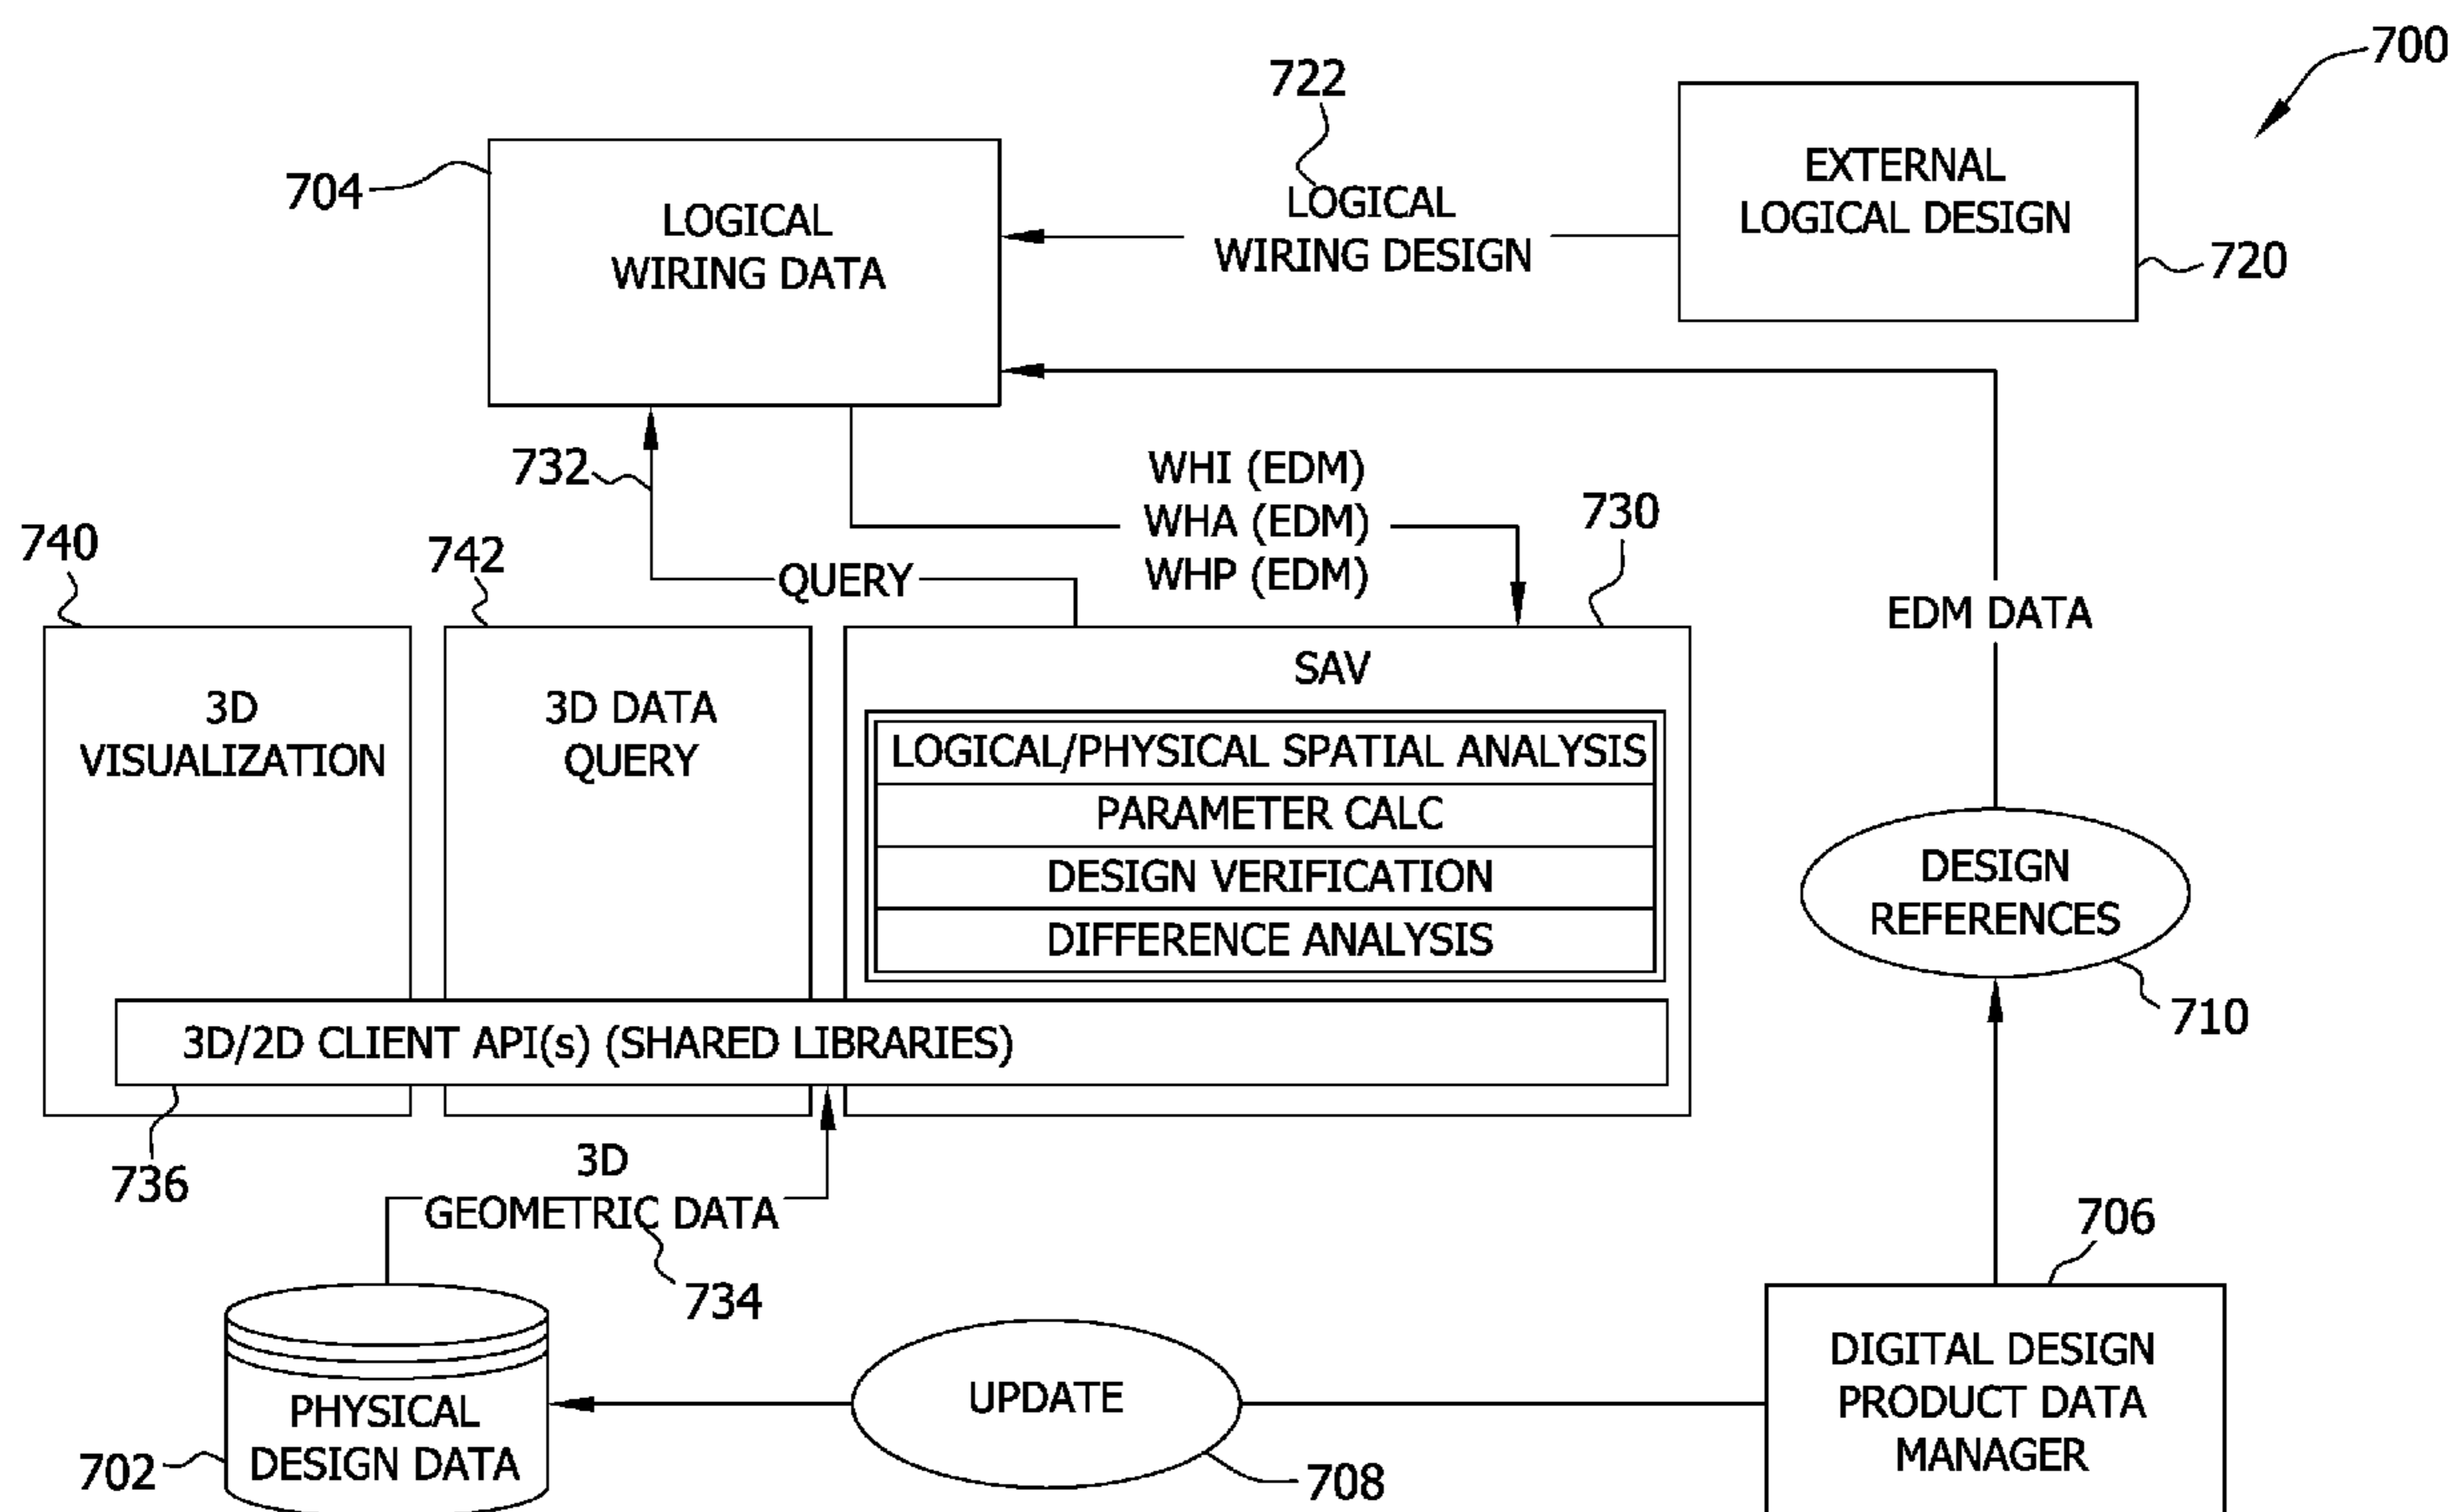 700
722
EXTERNAL
LOGICAL DESIGN
720
704
LOGICAL
WIRING DATA
LOGICAL
WIRING DESIGN
732
WHI (EDM)
WHA (EDM)
WHP (EDM)
QUERY
730
EDM DATA
740
742
3D
VISUALIZATION
3D DATA
QUERY
SAV
LOGICAL/PHYSICAL SPATIAL ANALYSIS
PARAMETER CALC
DESIGN VERIFICATION
DIFFERENCE ANALYSIS
DESIGN
REFERENCES
710
3D/2D CLIENT API(s) (SHARED LIBRARIES)
736
3D
GEOMETRIC DATA
734
706
PHYSICAL
DESIGN DATA
702
UPDATE
708
DIGITAL DESIGN
PRODUCT DATA
MANAGER